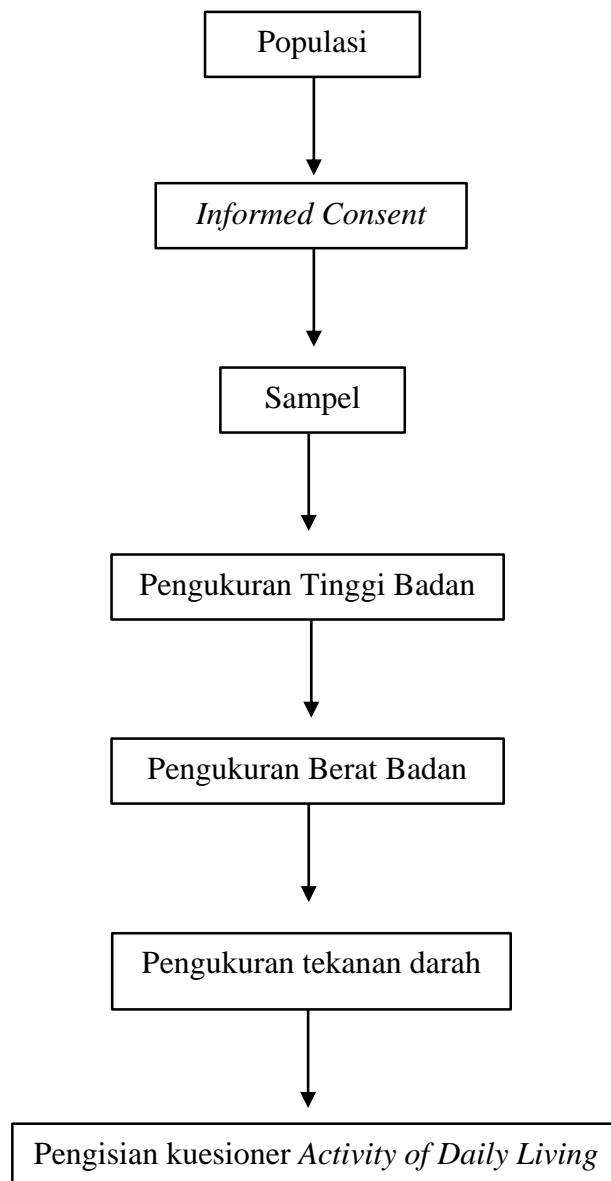 Populasi
Informed Consent
Sampel
Pengukuran Tinggi Badan
Pengukuran Berat Badan
Pengukuran tekanan darah
Pengisian kuesioner Activity of Daily Living